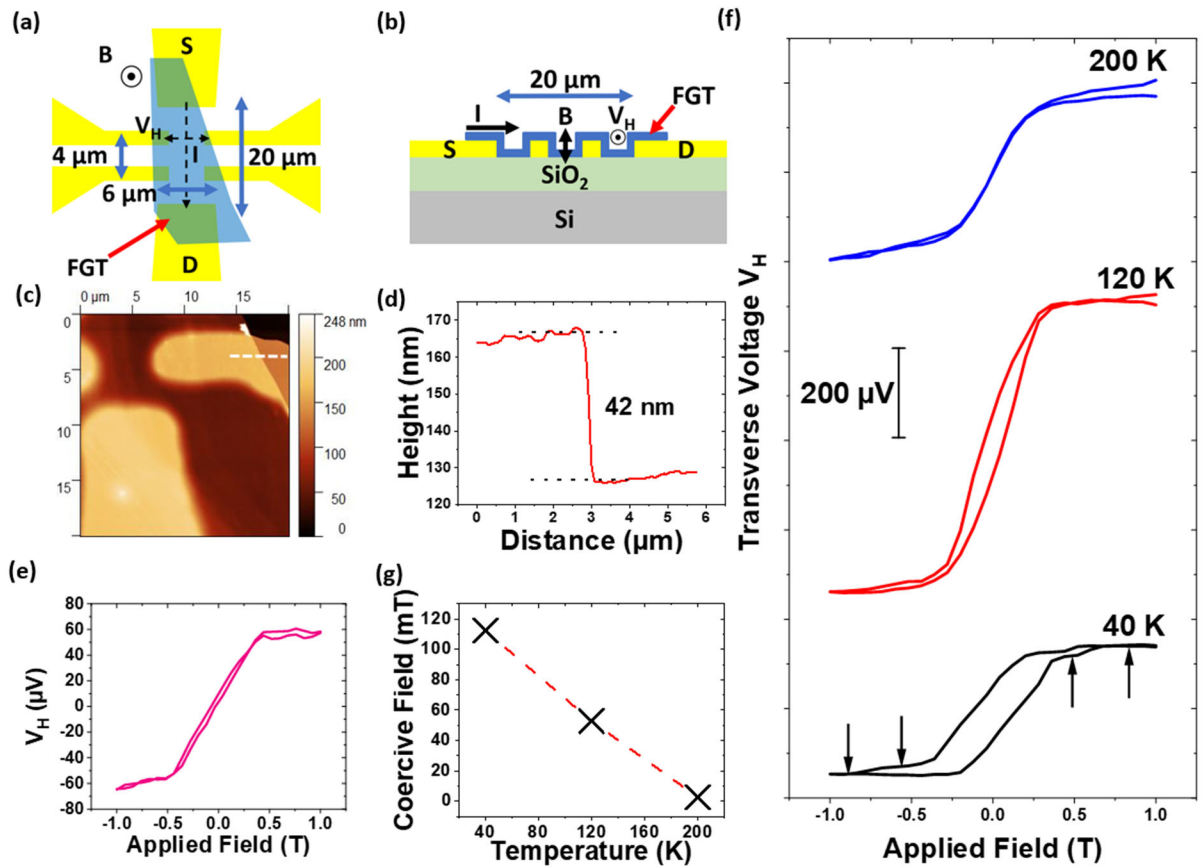 (a)
B
S
V_H
I
4 µm
20 µm
6 µm
FGT
D
(b)
20 µm
FGT
I
B
V_H
S
D
SiO2
Si
(c)
0 µm 5 10 15
0
5
10
15
248 nm
200
150
100
50
0
(d)
Height (nm)
170
160
150
140
130
120
42 nm
0 1 2 3 4 5 6
Distance (µm)
(e)
V_H (µV)
80
60
40
20
0
-20
-40
-60
-80
-1.0 -0.5 0.0 0.5 1.0
Applied Field (T)
(g)
Coercive Field (mT)
120
100
80
60
40
20
0
40 80 120 160 200
Temperature (K)
(f)
Transverse Voltage V_H
200 K
120 K
200 µV
40 K
-1.0 -0.5 0.0 0.5 1.0
Applied Field (T)